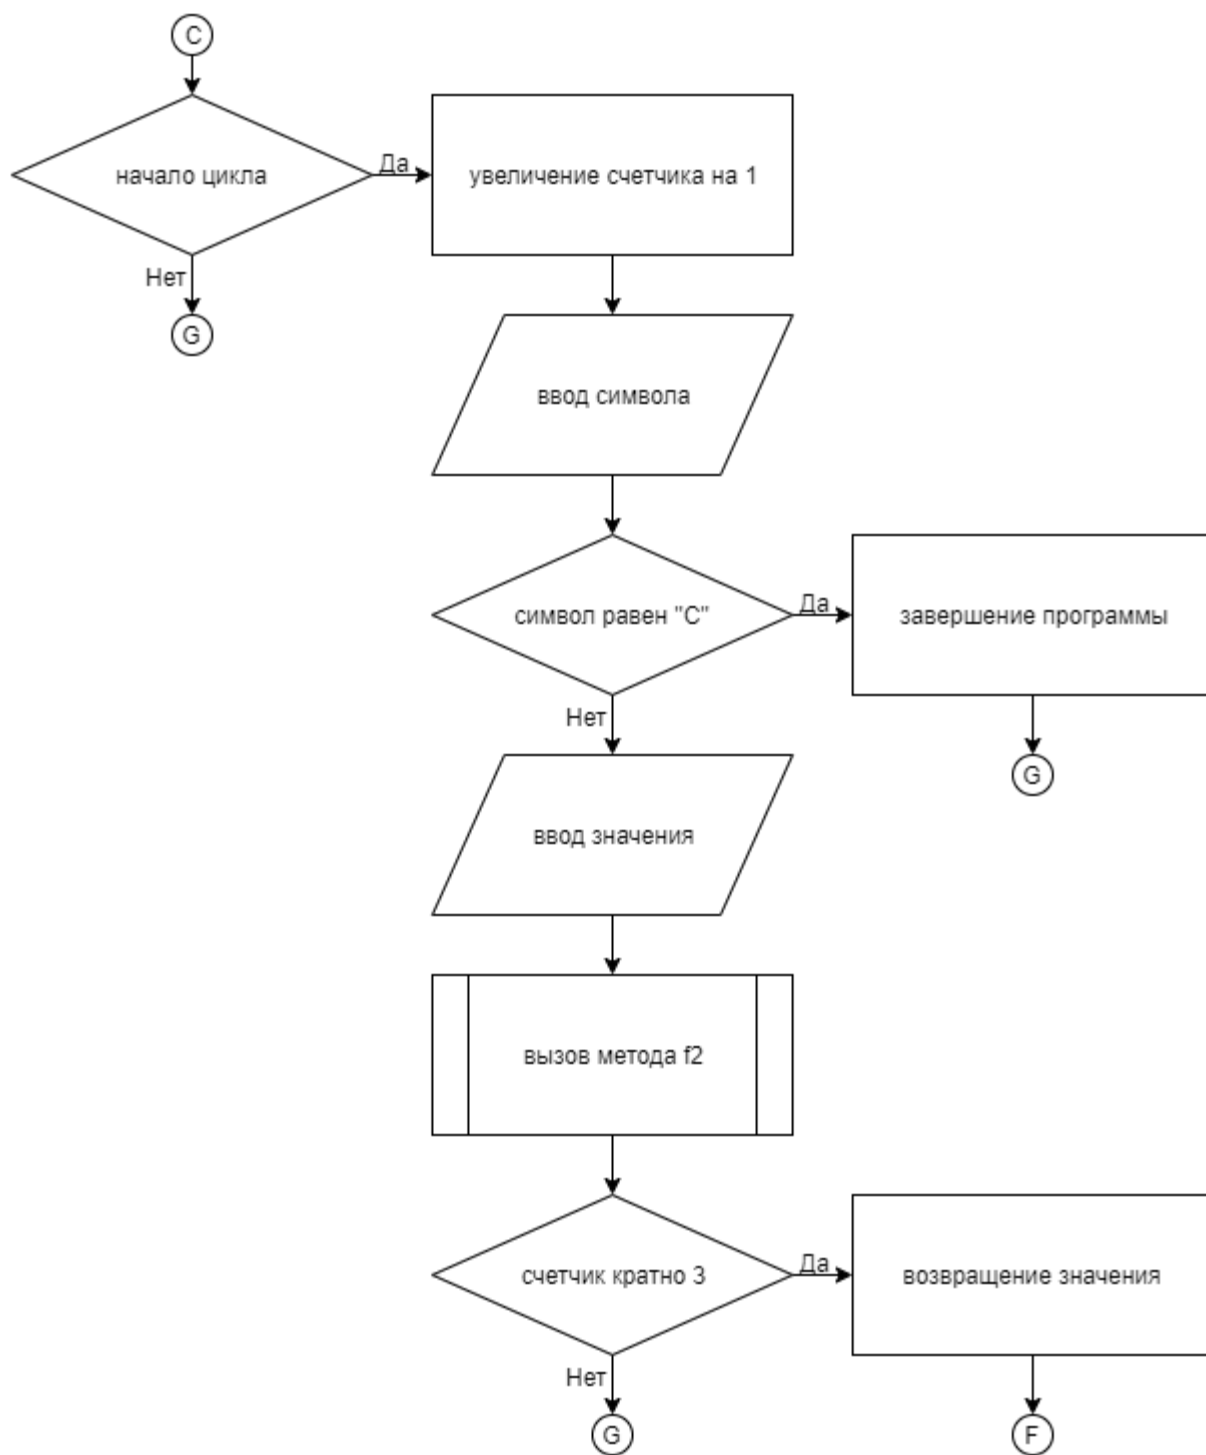 C
начало цикла
Да
увеличение счетчика на 1
Нет
G
ввод символа
символ равен "C"
Да
завершение программы
Нет
G
ввод значения
вызов метода f2
счетчик кратно 3
Да
возвращение значения
Нет
G
F